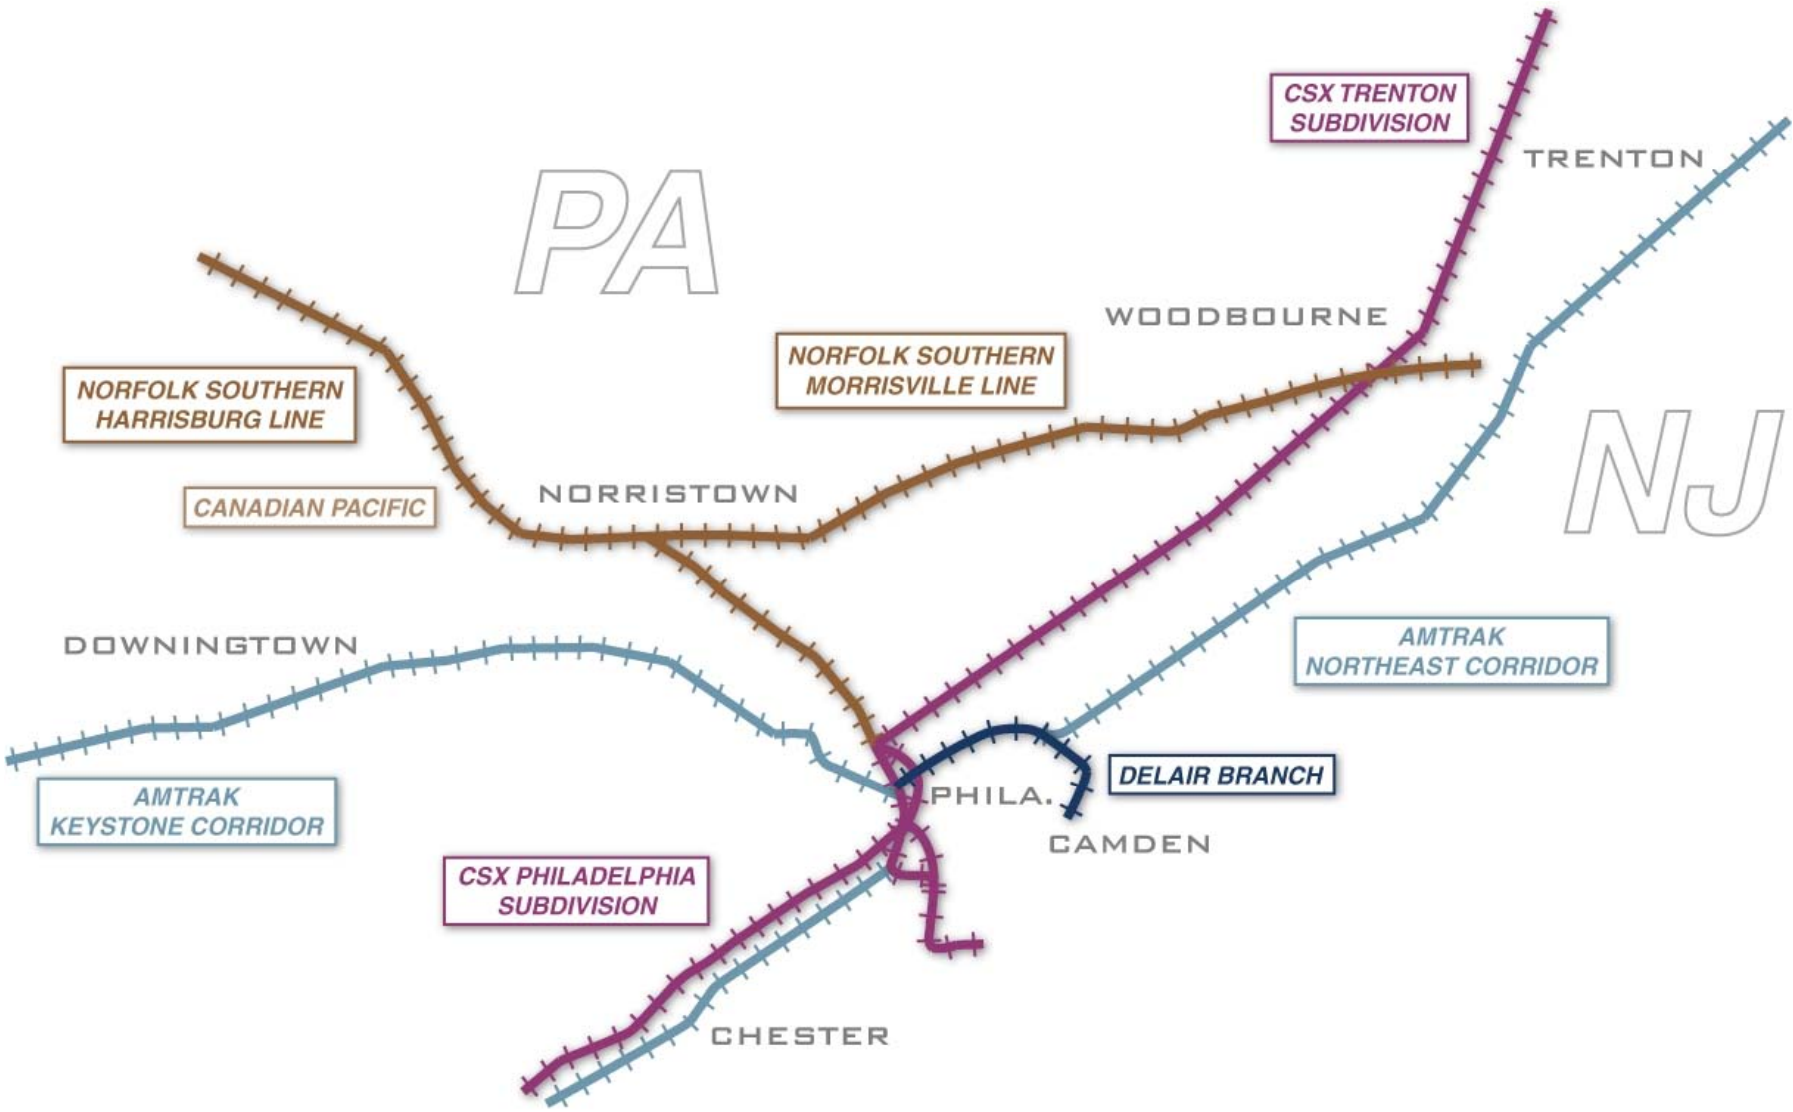 CSX TRENTON
SUBDIVISION
TRENTON
PA
WOODBOURNE
NORFOLK SOUTHERN
MORRISVILLE LINE
NORFOLK SOUTHERN
HARRISBURG LINE
NJ
CANADIAN PACIFIC
NORRISTOWN
DOWNINGTOWN
AMTRAK
NORTHEAST CORRIDOR
AMTRAK
KEYSTONE CORRIDOR
DELAIR BRANCH
PHILA.
CAMDEN
CSX PHILADELPHIA
SUBDIVISION
CHESTER